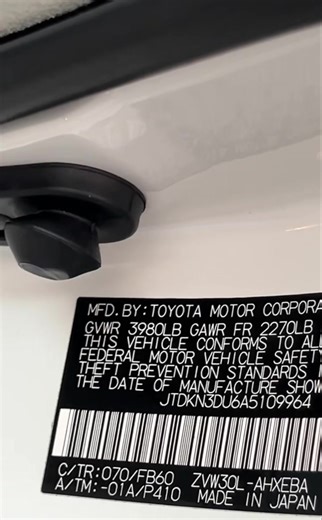 MFD.BY:TOYOTA MOTOR CORPORA
GVWR 3980LB GAWR FR 2270LB
THIS VEHICLE CONFORMS TO AL
FEDERAL MOTOR VEHICLE SAFETY
THEFT PREVENTION STANDARDS I
THE DATE OF MANUFACTURE SHOW
JTDKN3DU6A5109964
C/TR:070/FB60 ZVW30L-AHXEBA
A/TM:-01A/P410 MADE IN JAPAN